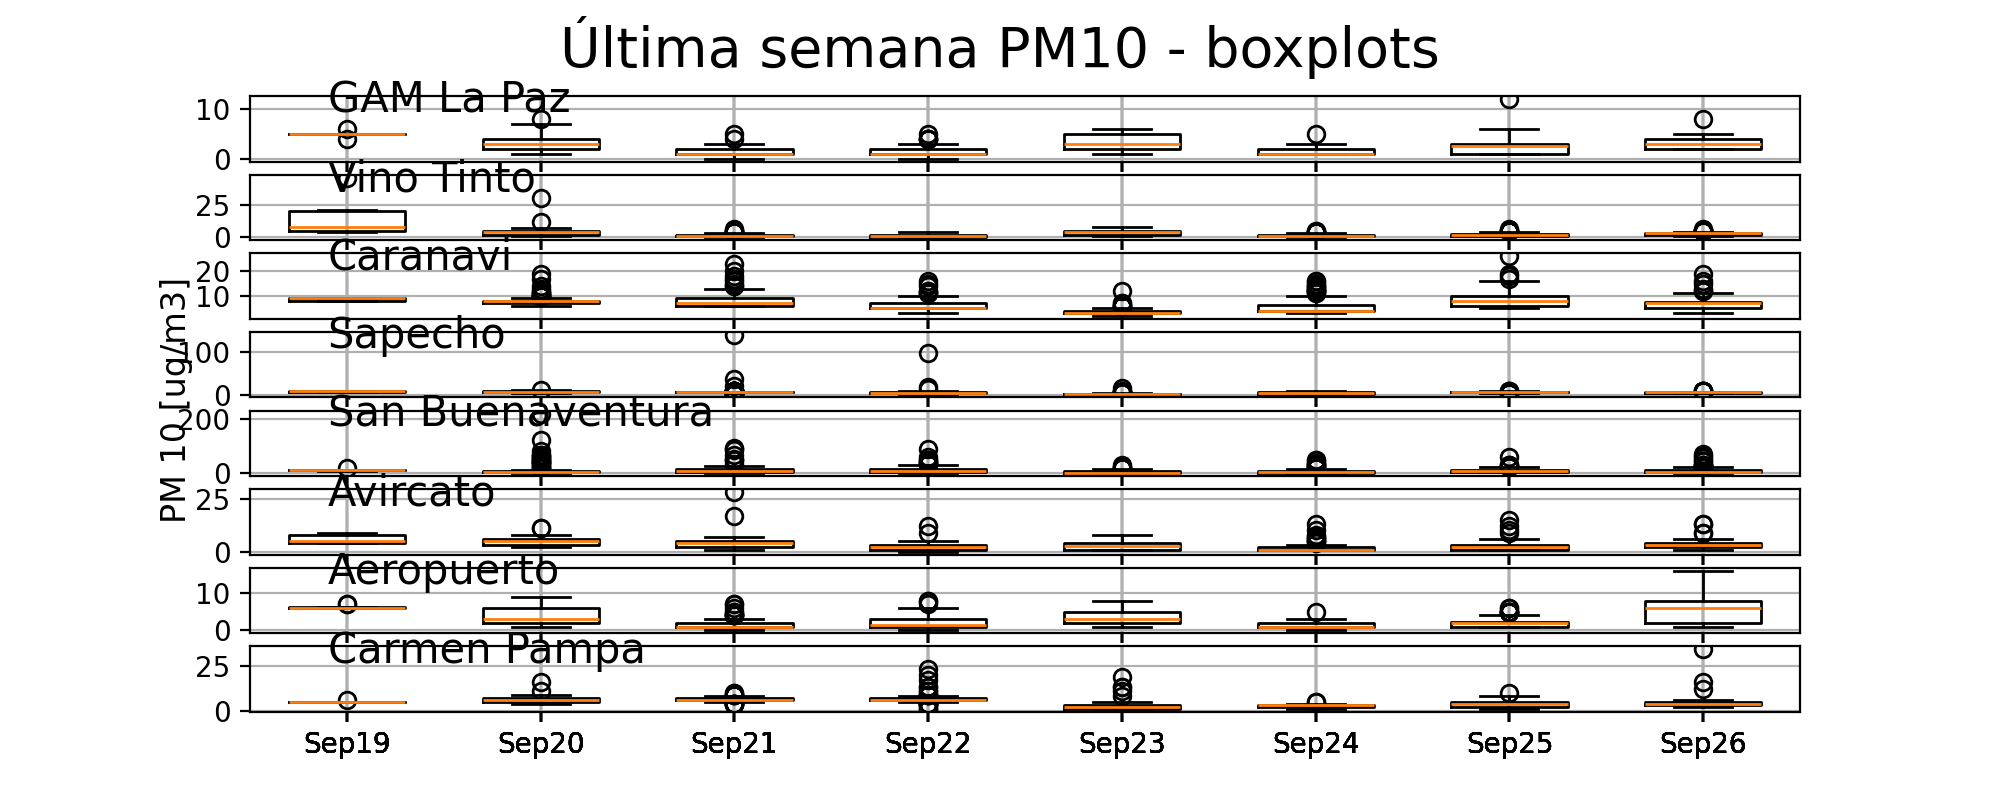 Última semana PM10 - boxplots
GAM La Paz
10
0
Vino Tinto
25
0
Caranavi
20
10
Sapecho
100
0
San Buenaventura
200
0
Avircato
25
0
Aeropuerto
10
0
Carmen Pampa
25
0
PM 10 [ug/m3]
Sep19 Sep20 Sep21 Sep22 Sep23 Sep24 Sep25 Sep26